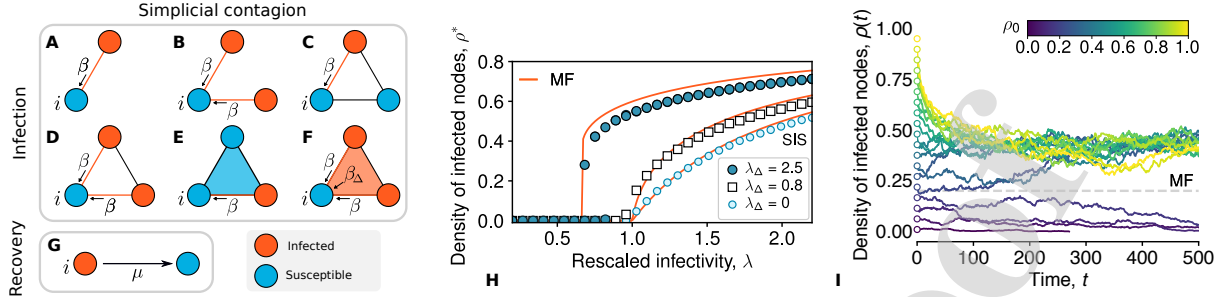 Simplicial contagion
Infection
A
β
i
B
β
i
β
C
β
i
D
β
i
β
E
i
β
F
β
β_Δ
i
β
Recovery
G
i
μ
Infected
Susceptible
Density of infected nodes, ρ*
0.8
0.6
0.4
0.2
0.0
MF
SIS
λ_Δ = 2.5
λ_Δ = 0.8
λ_Δ = 0
0.5 1.0 1.5 2.0
Rescaled infectivity, λ
H
Density of infected nodes, ρ(t)
1.00
0.75
0.50
0.25
0.00
ρ₀
0.0 0.2 0.4 0.6 0.8 1.0
MF
0 100 200 300 400 500
Time, t
I